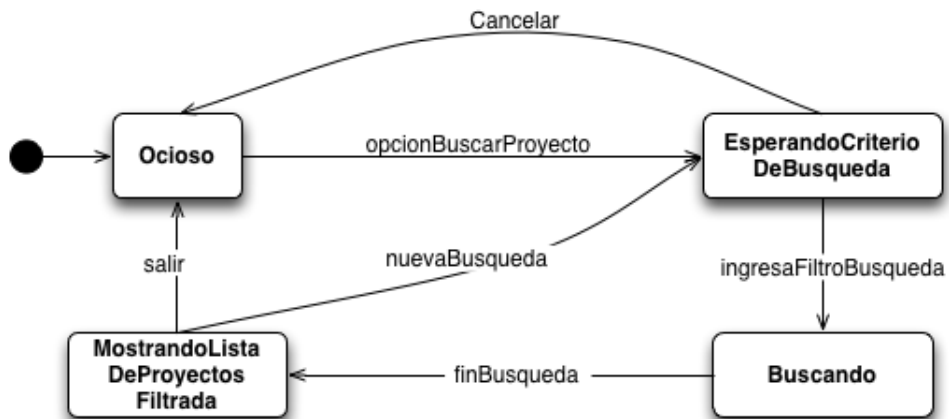 Cancelar
Ocioso
opcionBuscarProyecto
EsperandoCriterio
DeBusqueda
salir
nuevaBusqueda
ingresaFiltroBusqueda
MostrandoLista
DeProyectos
Filtrada
finBusqueda
Buscando